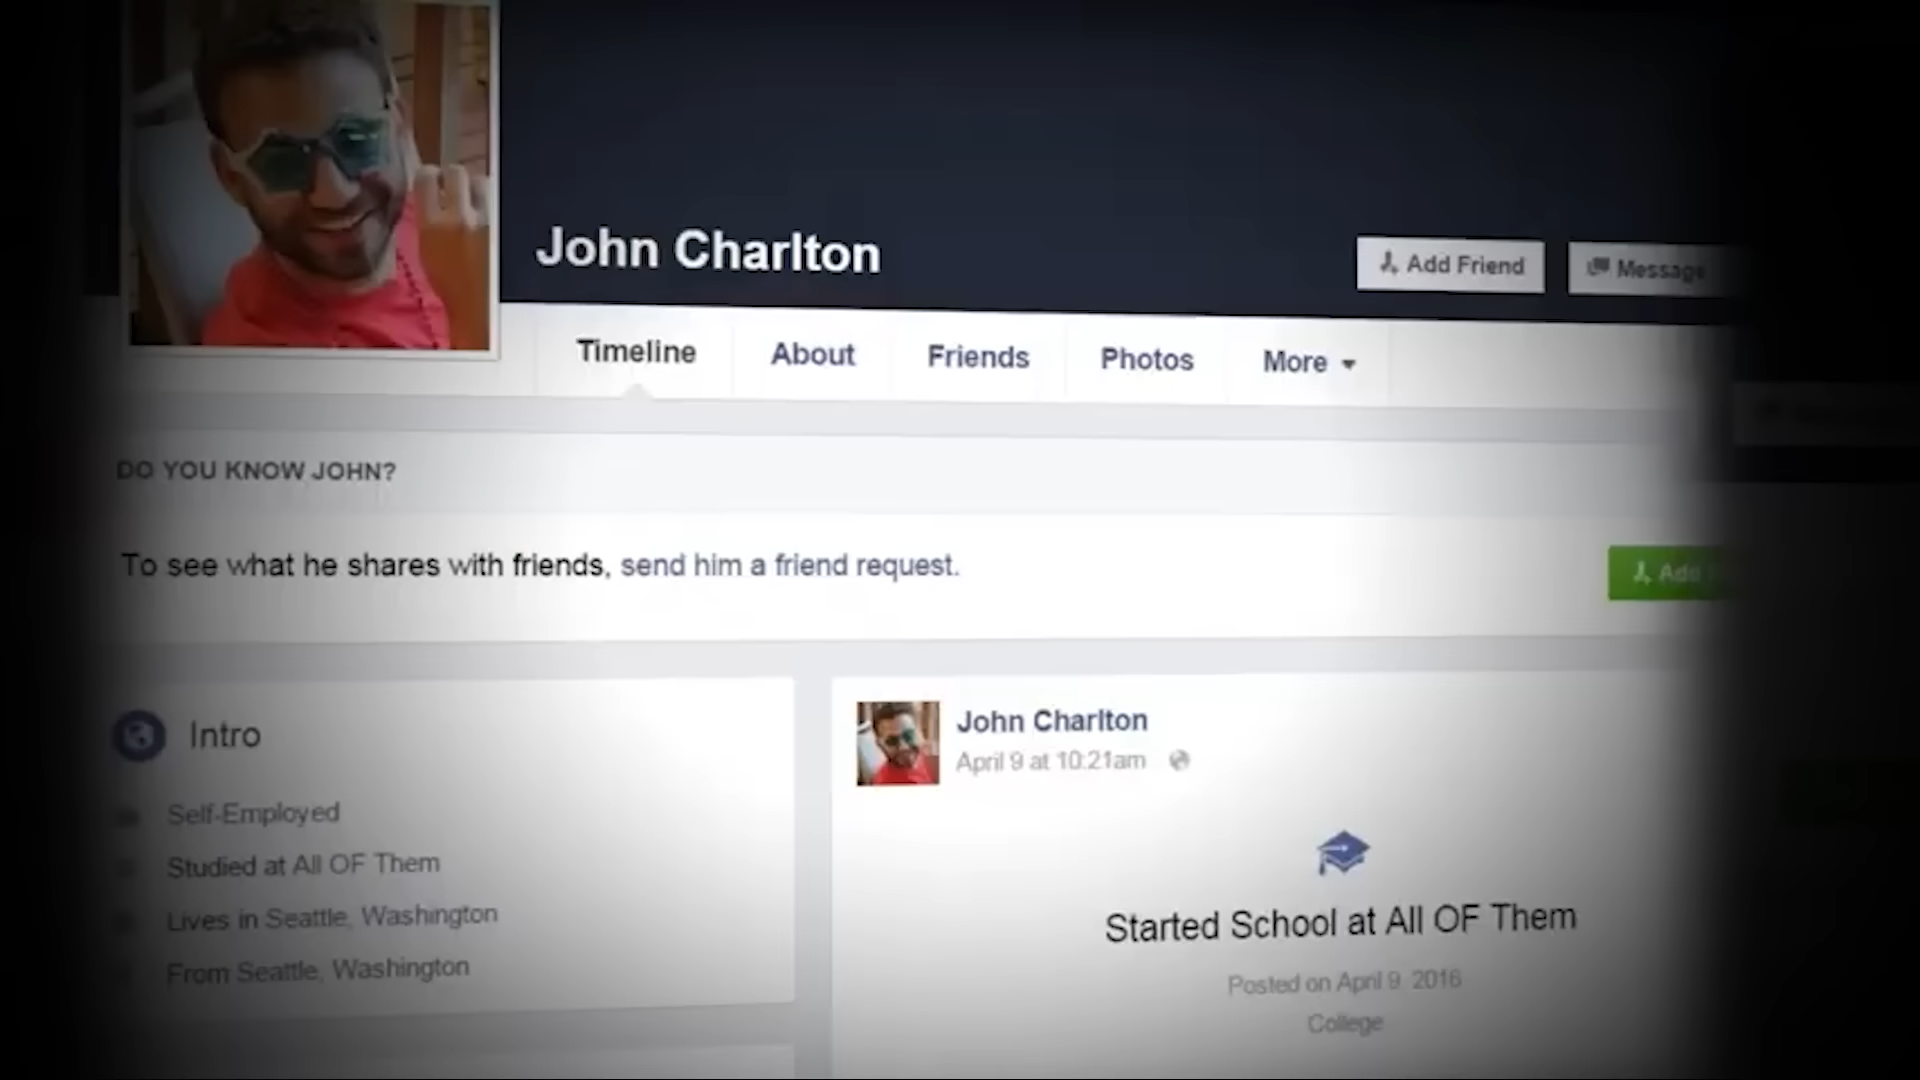 John Charlton
Add Friend
Message
Timeline
About
Friends
Photos
More
DO YOU KNOW JOHN?
To see what he shares with friends, send him a friend request.
Add
Intro
Self-Employed
Studied at All OF Them
Lives in Seattle, Washington
From Seattle, Washington
John Charlton
April 9 at 10:21am
Started School at All OF Them
Posted on April 9, 2016
College